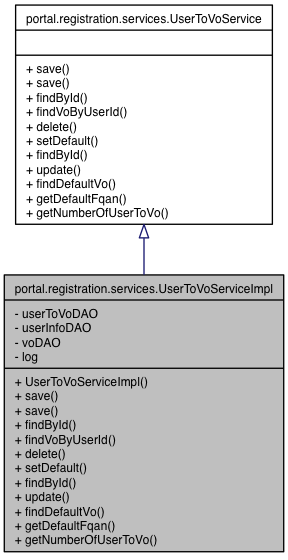 portal.registration.services.UserToVoService
+ save()
+ save()
+ findById()
+ findVoByUserId()
+ delete()
+ setDefault()
+ findById()
+ update()
+ findDefaultVo()
+ getDefaultFqan()
+ getNumberOfUserToVo()
portal.registration.services.UserToVoServiceImpl
- userToVoDAO
- userInfoDAO
- voDAO
- log
+ UserToVoServiceImpl()
+ save()
+ save()
+ findById()
+ findVoByUserId()
+ delete()
+ setDefault()
+ findById()
+ update()
+ findDefaultVo()
+ getDefaultFqan()
+ getNumberOfUserToVo()